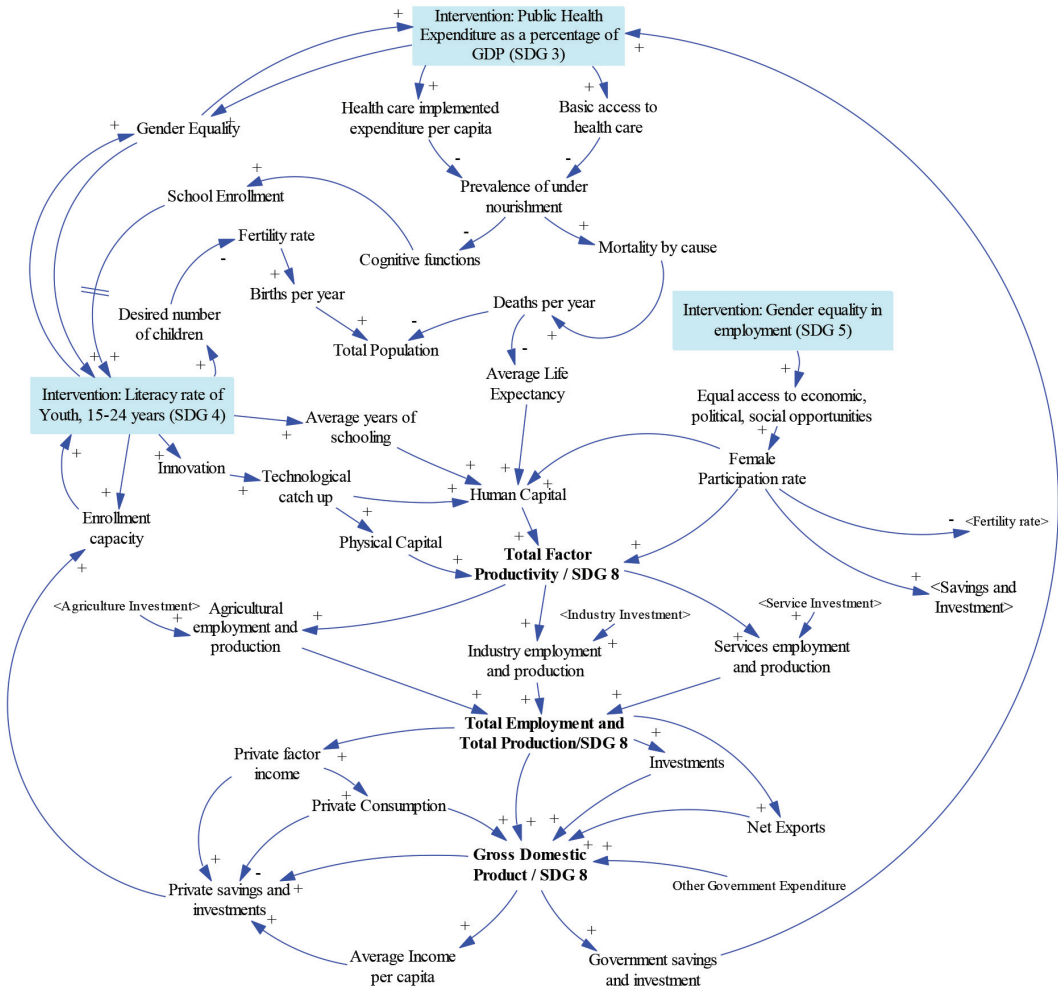 Intervention: Public Health
Expenditure as a percentage of
GDP (SDG 3)
Health care implemented
expenditure per capita
Basic access to
health care
Gender Equality
School Enrollment
Prevalence of under
nourishment
Fertility rate
Cognitive functions
Mortality by cause
Births per year
Desired number
of children
Deaths per year
Total Population
Intervention: Gender equality in
employment (SDG 5)
Average Life
Expectancy
Intervention: Literacy rate of
Youth, 15-24 years (SDG 4)
Equal access to economic,
political, social opportunities
Average years of
schooling
Innovation
Technological
catch up
Human Capital
Female
Participation rate
Enrollment
capacity
Physical Capital
<Fertility rate>
Total Factor
Productivity / SDG 8
<Savings and
Investment>
<Agriculture Investment>
Agricultural
employment and
production
<Industry Investment>
<Service Investment>
Industry employment
and production
Services employment
and production
Total Employment and
Total Production/SDG 8
Private factor
income
Investments
Private Consumption
Net Exports
Gross Domestic
Product / SDG 8
Other Government Expenditure
Private savings and
investments
Average Income
per capita
Government savings
and investment